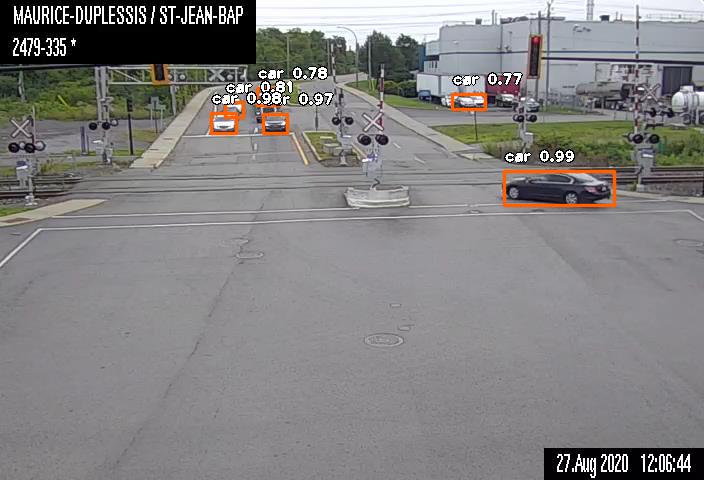 MAURICE-DUPLESSIS / ST-JEAN-BAP
2479-335 *
car 0.78
car 0.77
car 0.81
car 0.98
r 0.97
car 0.99
27.Aug 2020 12:06:44